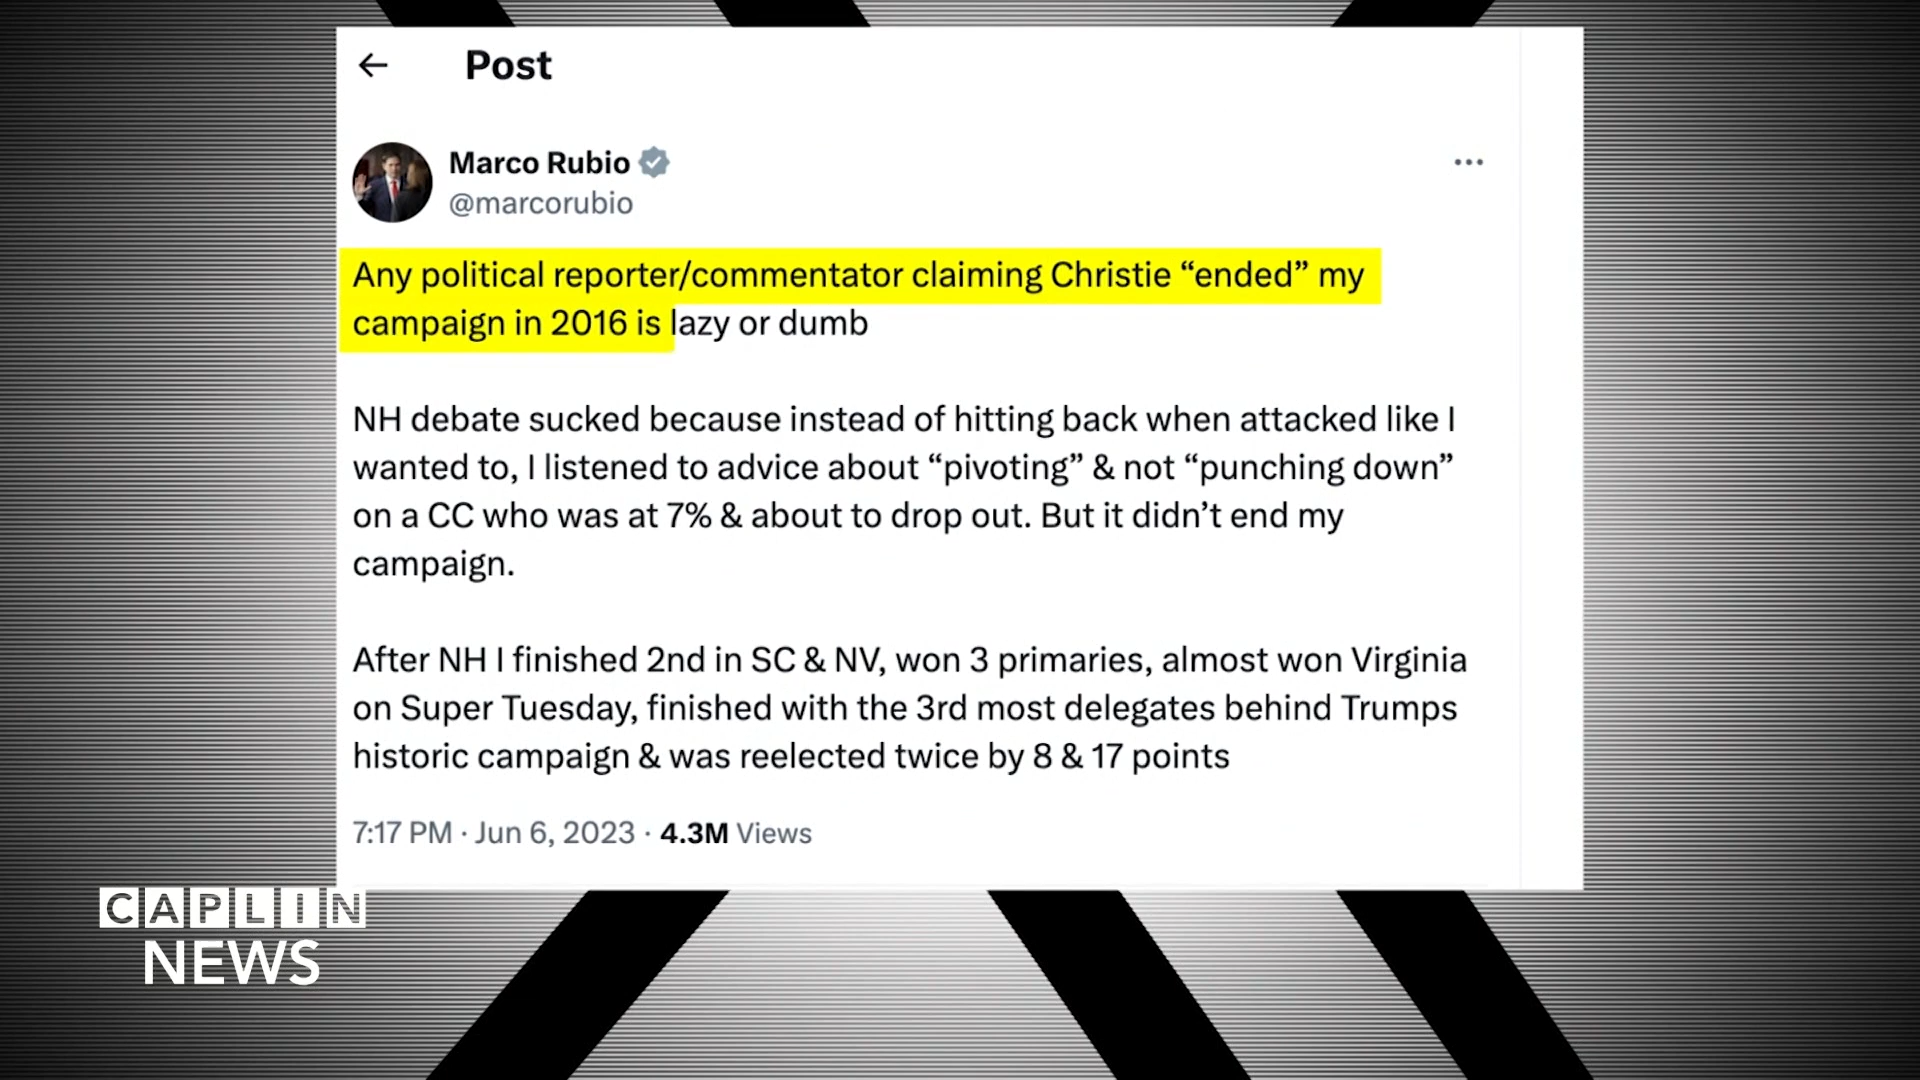 Post
Marco Rubio
@marcorubio
Any political reporter/commentator claiming Christie “ended” my
campaign in 2016 is lazy or dumb
NH debate sucked because instead of hitting back when attacked like I
wanted to, I listened to advice about “pivoting” & not “punching down”
on a CC who was at 7% & about to drop out. But it didn’t end my
campaign.
After NH I finished 2nd in SC & NV, won 3 primaries, almost won Virginia
on Super Tuesday, finished with the 3rd most delegates behind Trumps
historic campaign & was reelected twice by 8 & 17 points
7:17 PM · Jun 6, 2023 · 4.3M Views
CAPLIN
NEWS